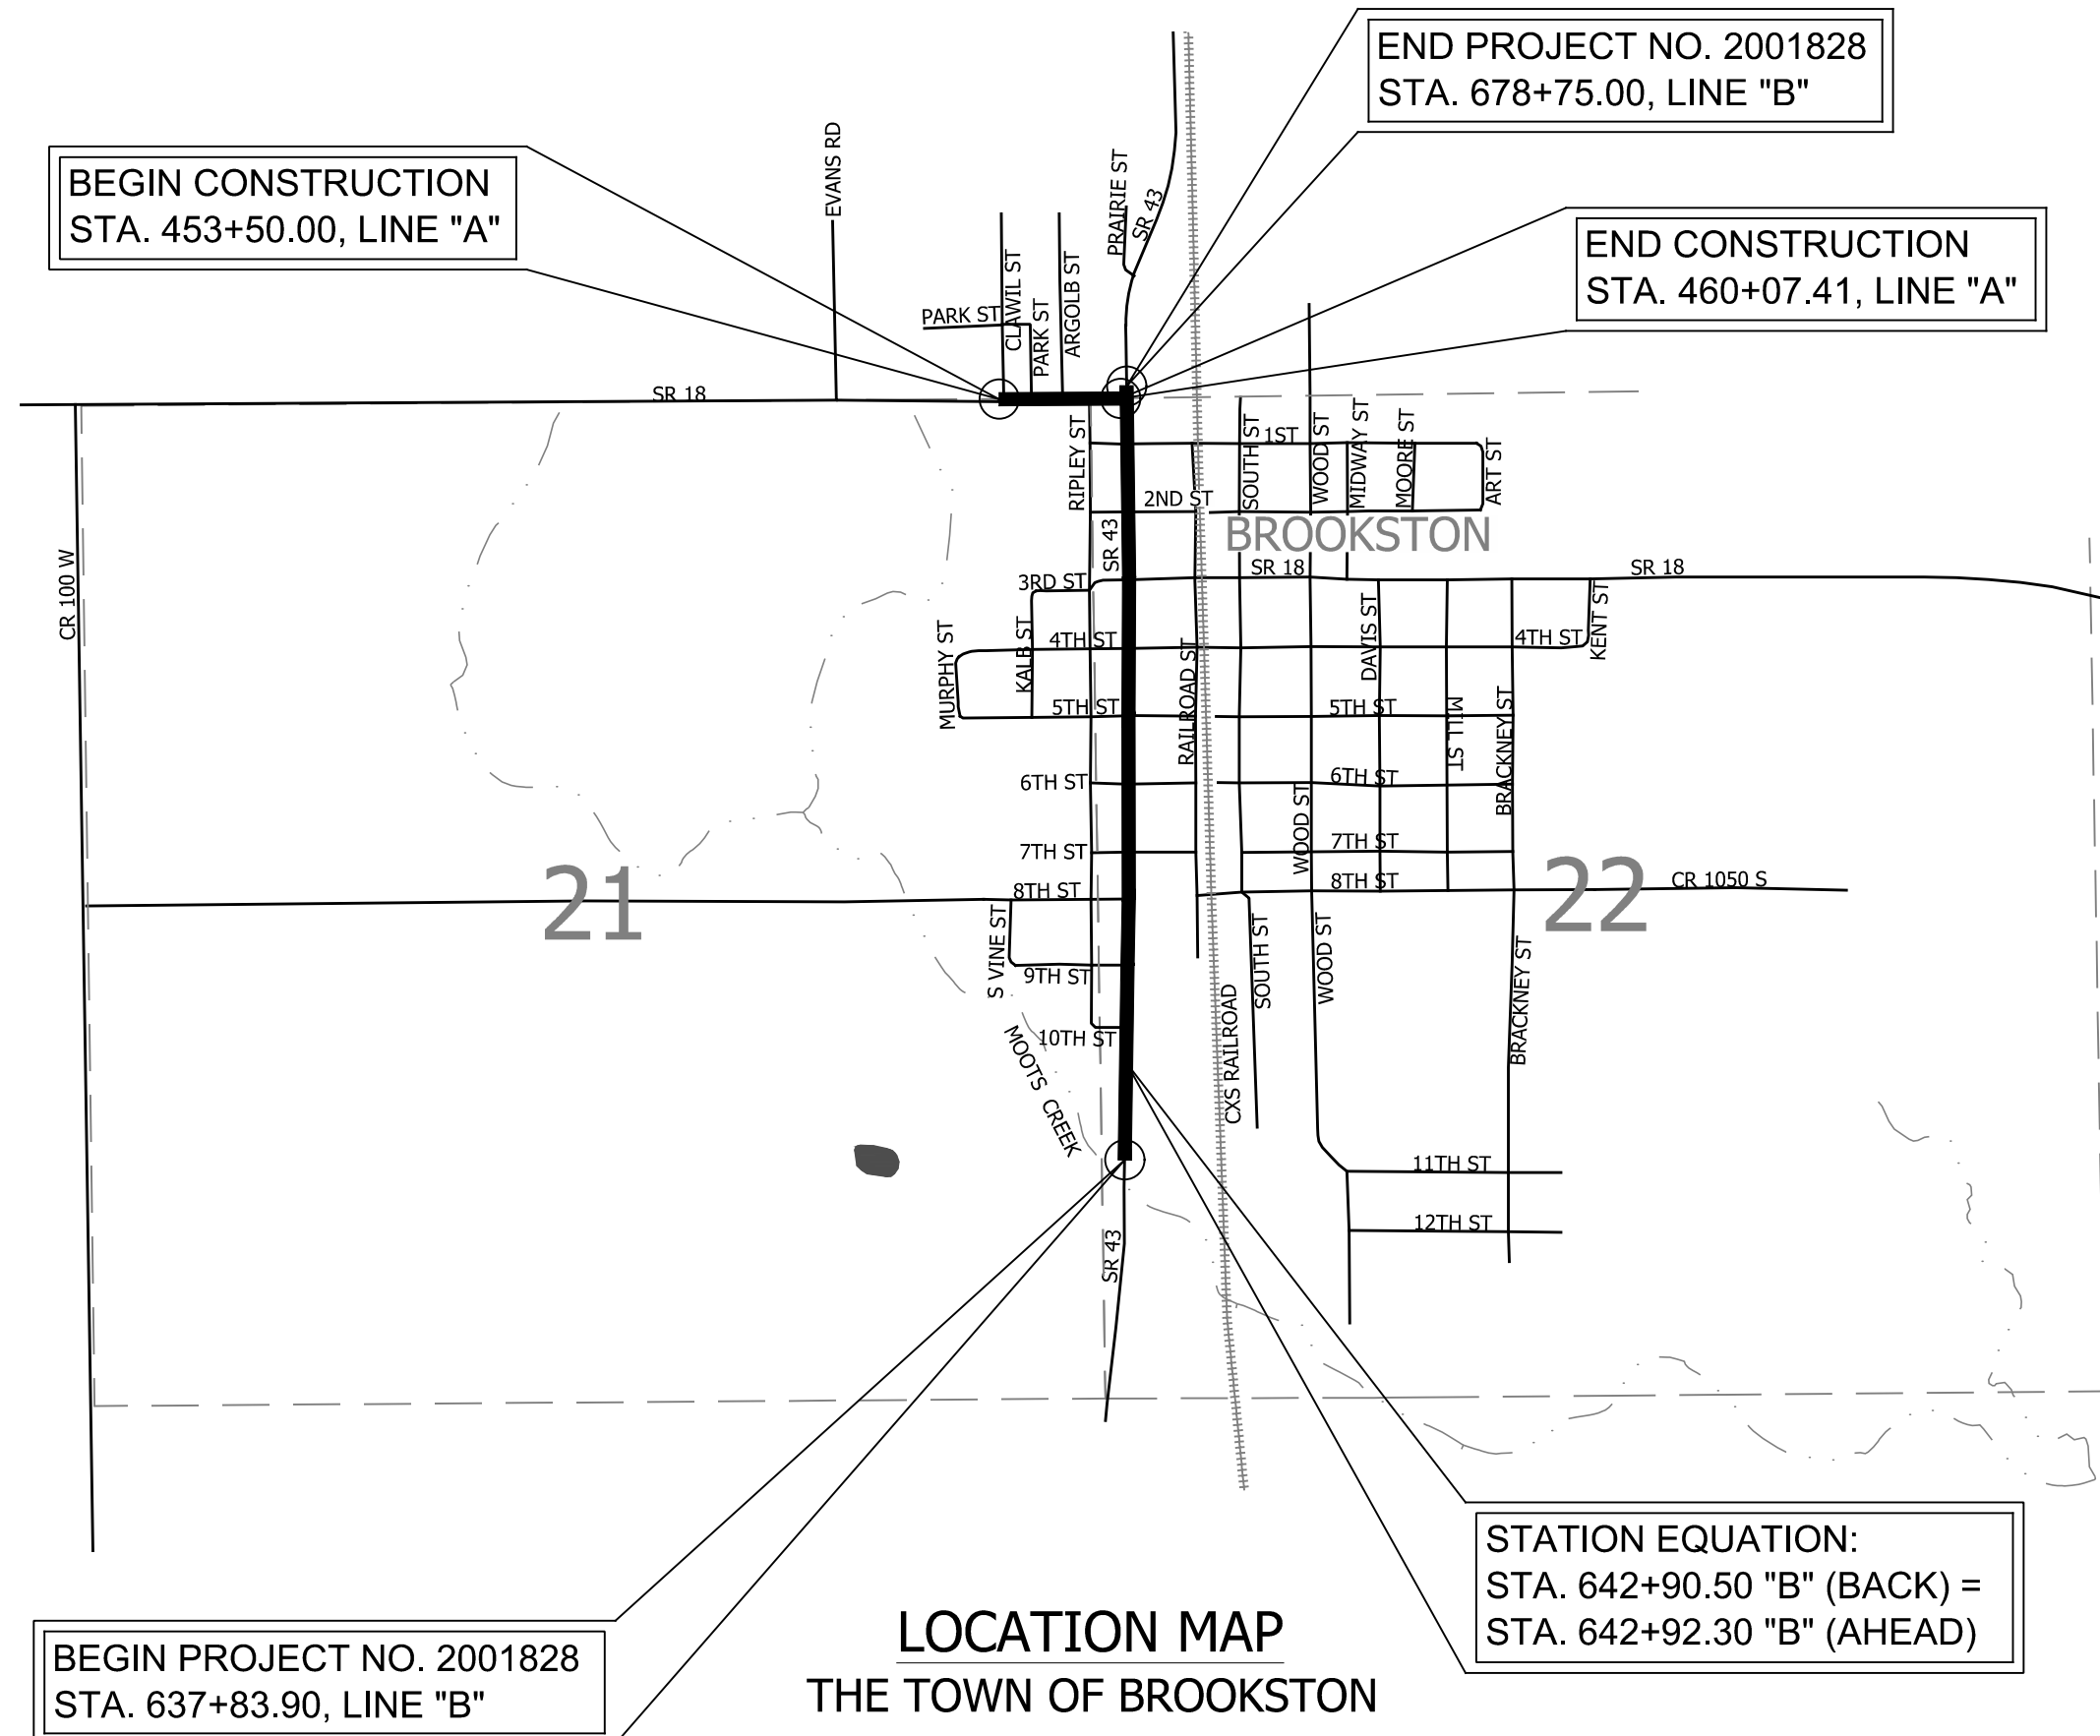 END PROJECT NO. 2001828
STA. 678+75.00, LINE "B"
BEGIN CONSTRUCTION
STA. 453+50.00, LINE "A"
END CONSTRUCTION
STA. 460+07.41, LINE "A"
EVANS RD
PRAIRIE ST
SR 43
CLAWIL ST
PARK ST
PARK ST
ARGOLB ST
SR 18
RIPLEY ST
1ST
SOUTH ST
WOOD ST
MIDWAY ST
MOORE ST
ART ST
2ND ST
BROOKSTON
SR 43
CR 100 W
3RD ST
SR 18
SR 18
MURPHY ST
KALB ST
4TH ST
RAILROAD ST
DAVIS ST
4TH ST
KENT ST
5TH ST
5TH ST
MILL ST
BRACKNEY ST
6TH ST
6TH ST
WOOD ST
7TH ST
7TH ST
21
8TH ST
8TH ST
22
CR 1050 S
S VINE ST
9TH ST
SOUTH ST
WOOD ST
BRACKNEY ST
10TH ST
MOOTS CREEK
CXS RAILROAD
11TH ST
12TH ST
SR 43
STATION EQUATION:
STA. 642+90.50 "B" (BACK) =
STA. 642+92.30 "B" (AHEAD)
BEGIN PROJECT NO. 2001828
STA. 637+83.90, LINE "B"
LOCATION MAP
THE TOWN OF BROOKSTON